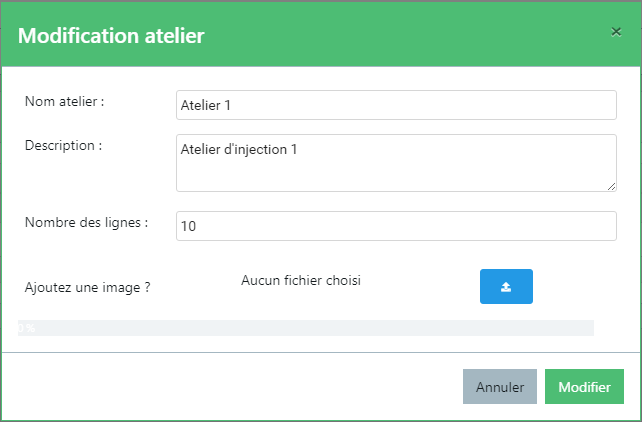 Modification atelier ×
Nom atelier : Atelier 1
Description : Atelier d'injection 1
Nombre des lignes : 10
Ajoutez une image ? Aucun fichier choisi
0 %
Annuler Modifier